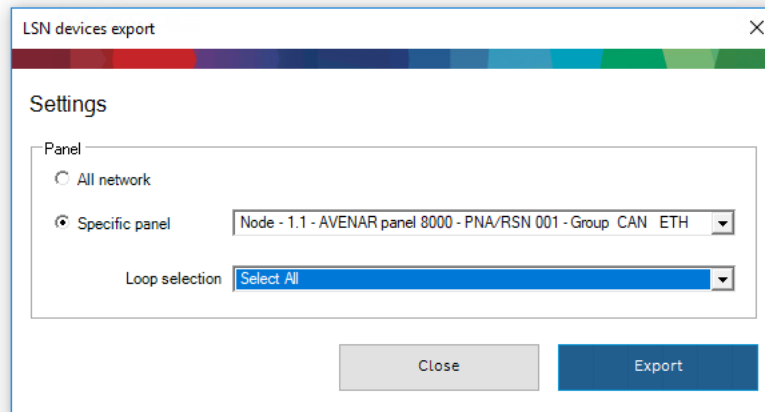 LSN devices export
Settings
Panel
All network
Specific panel Node - 1.1 - AVENAR panel 8000 - PNA/RSN 001 - Group CAN ETH
Loop selection Select All
Close Export